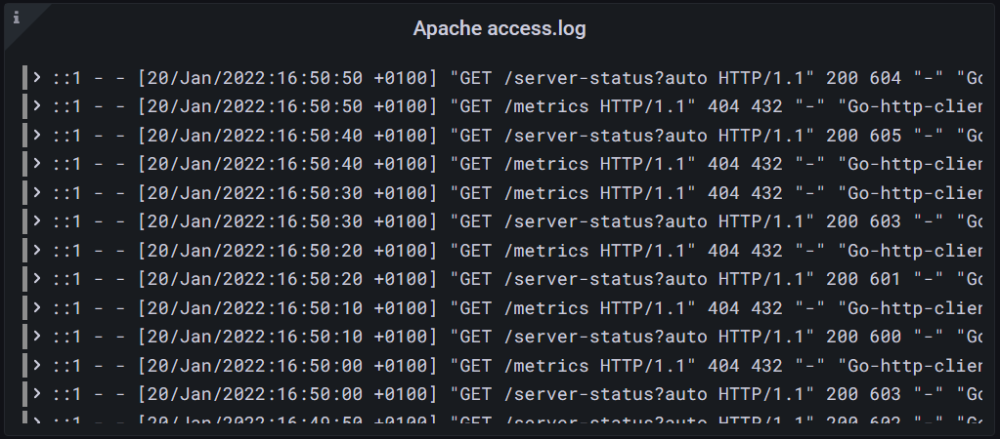 Apache access.log
::1 - - [20/Jan/2022:16:50:50 +0100] "GET /server-status?auto HTTP/1.1" 200 604 "-" "Go
::1 - - [20/Jan/2022:16:50:50 +0100] "GET /metrics HTTP/1.1" 404 432 "-" "Go-http-clien
::1 - - [20/Jan/2022:16:50:40 +0100] "GET /server-status?auto HTTP/1.1" 200 605 "-" "Go
::1 - - [20/Jan/2022:16:50:40 +0100] "GET /metrics HTTP/1.1" 404 432 "-" "Go-http-clien
::1 - - [20/Jan/2022:16:50:30 +0100] "GET /metrics HTTP/1.1" 404 432 "-" "Go-http-clien
::1 - - [20/Jan/2022:16:50:30 +0100] "GET /server-status?auto HTTP/1.1" 200 603 "-" "Go
::1 - - [20/Jan/2022:16:50:20 +0100] "GET /metrics HTTP/1.1" 404 432 "-" "Go-http-clien
::1 - - [20/Jan/2022:16:50:20 +0100] "GET /server-status?auto HTTP/1.1" 200 601 "-" "Go
::1 - - [20/Jan/2022:16:50:10 +0100] "GET /metrics HTTP/1.1" 404 432 "-" "Go-http-clien
::1 - - [20/Jan/2022:16:50:10 +0100] "GET /server-status?auto HTTP/1.1" 200 600 "-" "Go
::1 - - [20/Jan/2022:16:50:00 +0100] "GET /metrics HTTP/1.1" 404 432 "-" "Go-http-clien
::1 - - [20/Jan/2022:16:50:00 +0100] "GET /server-status?auto HTTP/1.1" 200 603 "-" "Go
::1 - - [20/Jan/2022:16:49:50 +0100] "GET /server-status?auto HTTP/1.1" 200 602 "-" "Go